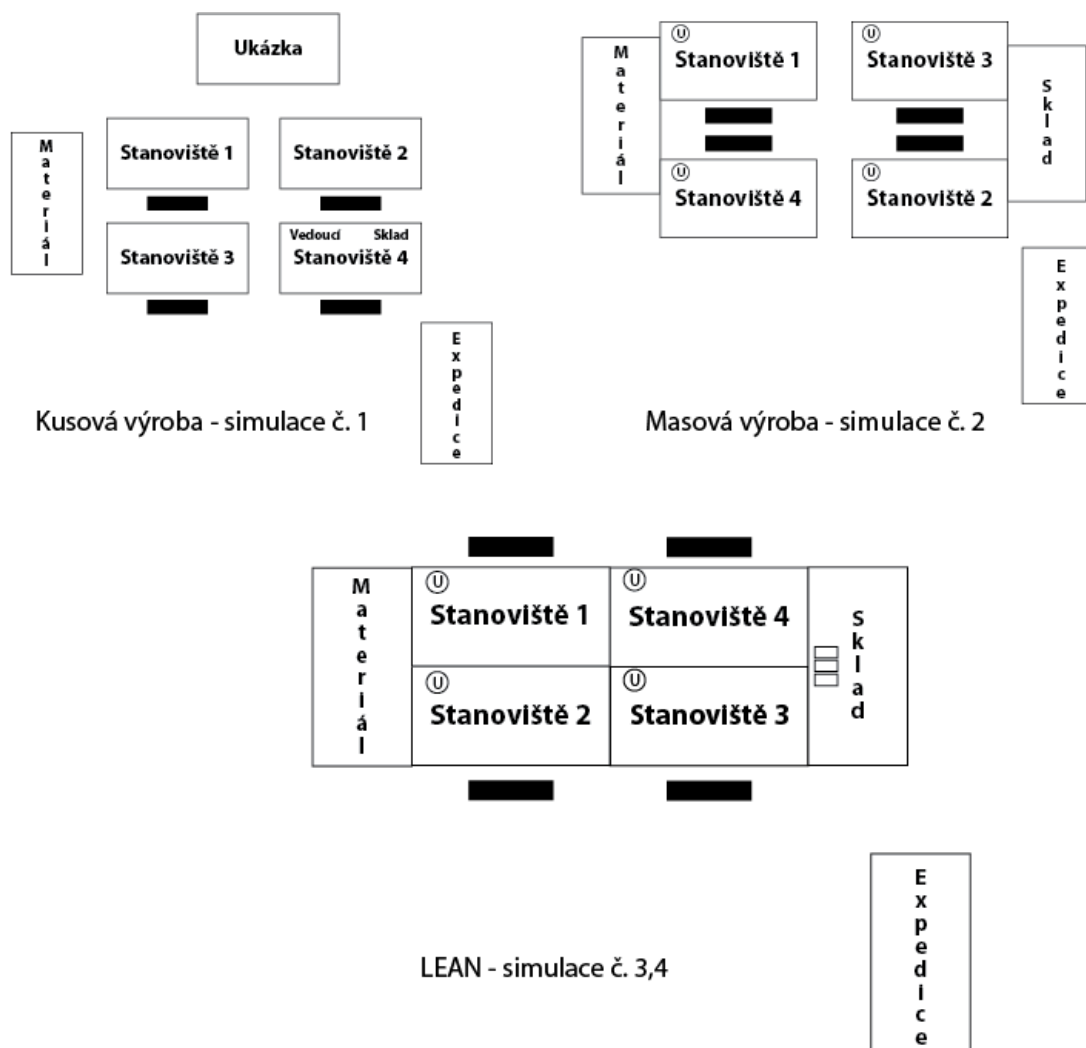 Ukázka
Materiál
Stanoviště 1
Stanoviště 2
Stanoviště 3
Vedoucí Sklad
Stanoviště 4
Expedice
Kusová výroba - simulace č. 1
Materiál
U
Stanoviště 1
U
Stanoviště 3
U
Stanoviště 4
U
Stanoviště 2
Sklad
Expedice
Masová výroba - simulace č. 2
Materiál
U
Stanoviště 1
U
Stanoviště 4
U
Stanoviště 2
U
Stanoviště 3
Sklad
Expedice
LEAN - simulace č. 3,4